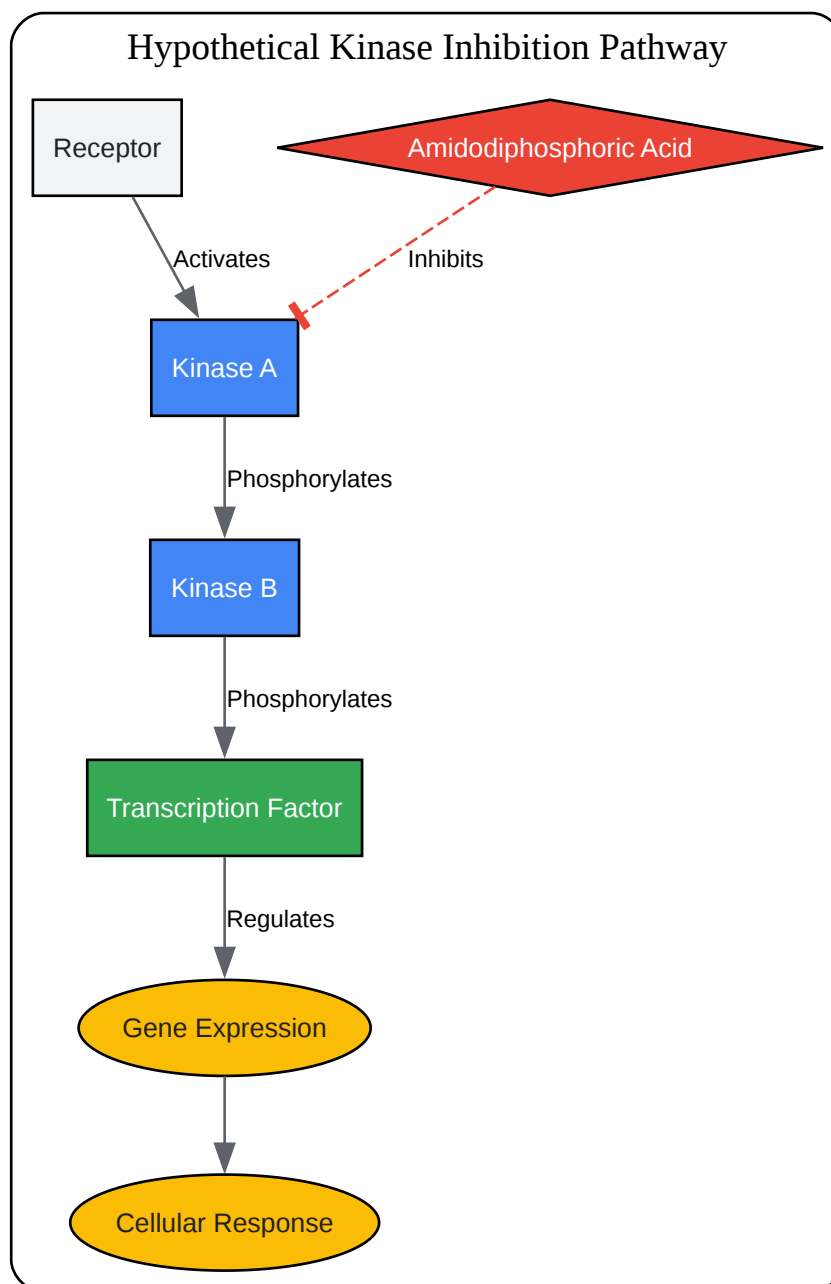 Hypothetical Kinase Inhibition Pathway
Receptor
Amidodiphosphoric Acid
Activates
Inhibits
Kinase A
Phosphorylates
Kinase B
Phosphorylates
Transcription Factor
Regulates
Gene Expression
Cellular Response